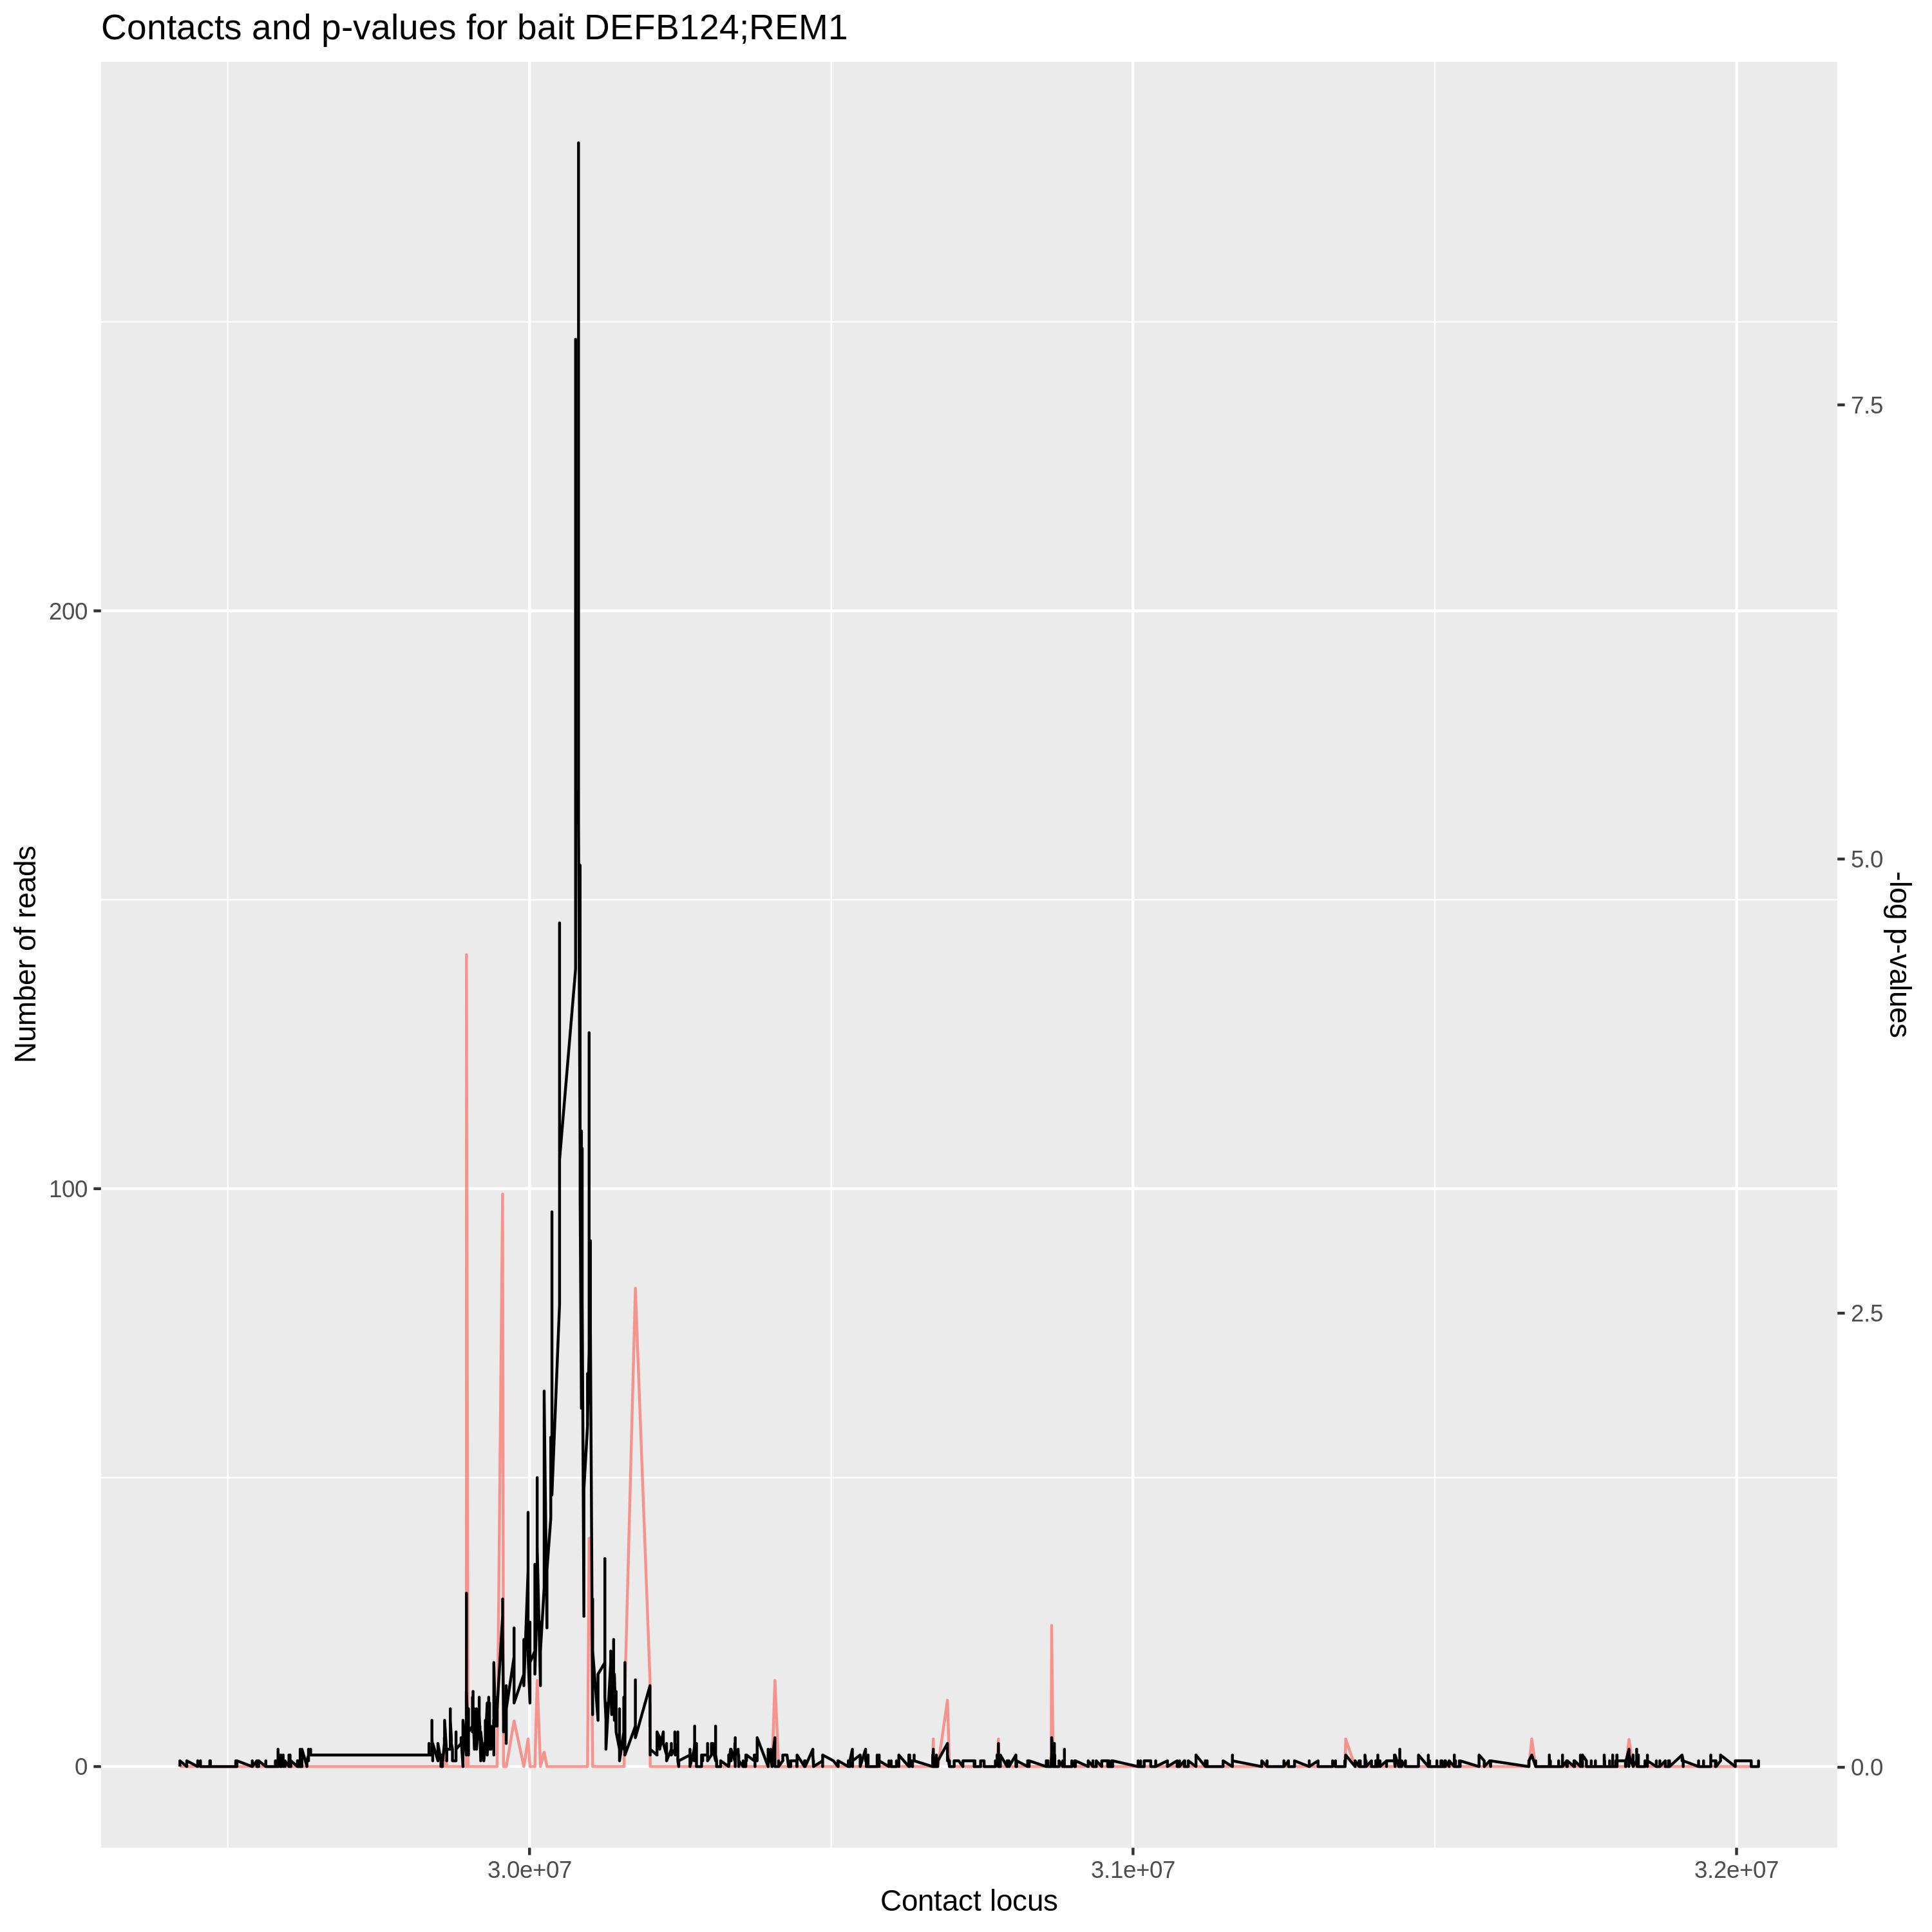 Contacts and p-values for bait DEFB124;REM1
Number of reads
200
100
0
7.5
5.0
2.5
0.0
-log p-values
3.0e+07
3.1e+07
3.2e+07
Contact locus